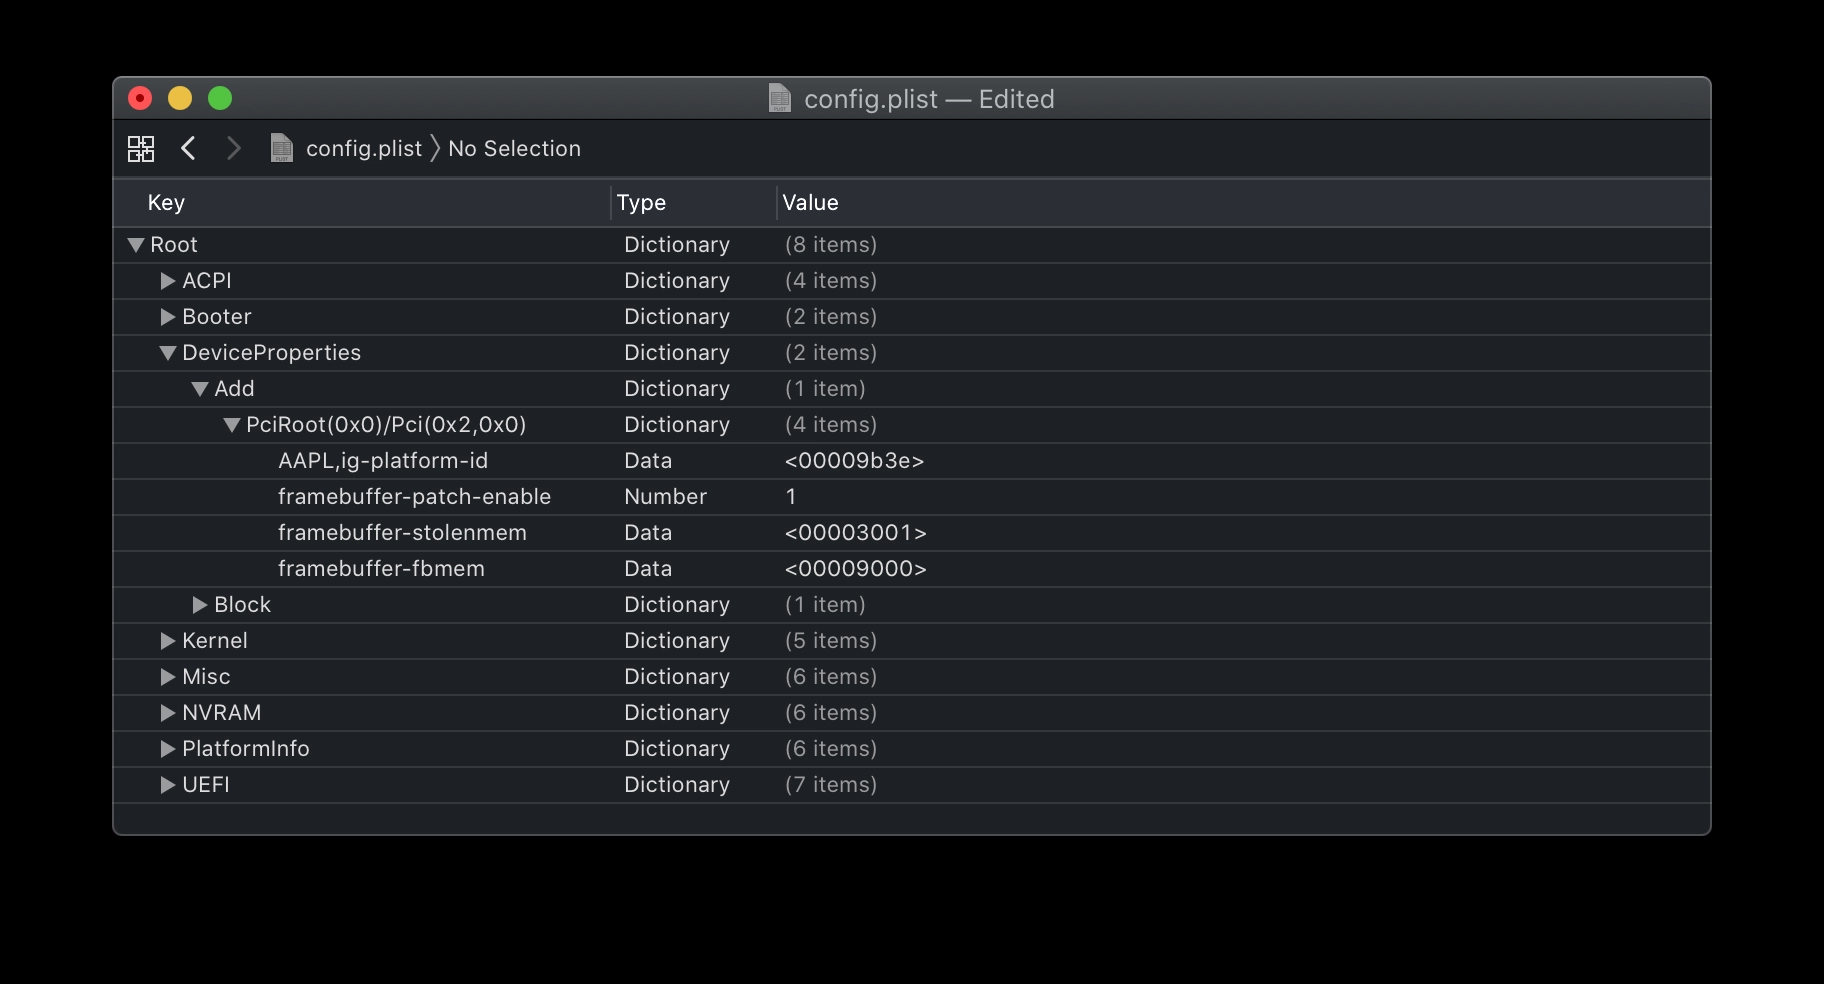 config.plist — Edited
config.plist 〉 No Selection
Key Type Value
Root Dictionary (8 items)
ACPI Dictionary (4 items)
Booter Dictionary (2 items)
DeviceProperties Dictionary (2 items)
Add Dictionary (1 item)
PciRoot(0x0)/Pci(0x2,0x0) Dictionary (4 items)
AAPL,ig-platform-id Data <00009b3e>
framebuffer-patch-enable Number 1
framebuffer-stolenmem Data <00003001>
framebuffer-fbmem Data <00009000>
Block Dictionary (1 item)
Kernel Dictionary (5 items)
Misc Dictionary (6 items)
NVRAM Dictionary (6 items)
PlatformInfo Dictionary (6 items)
UEFI Dictionary (7 items)